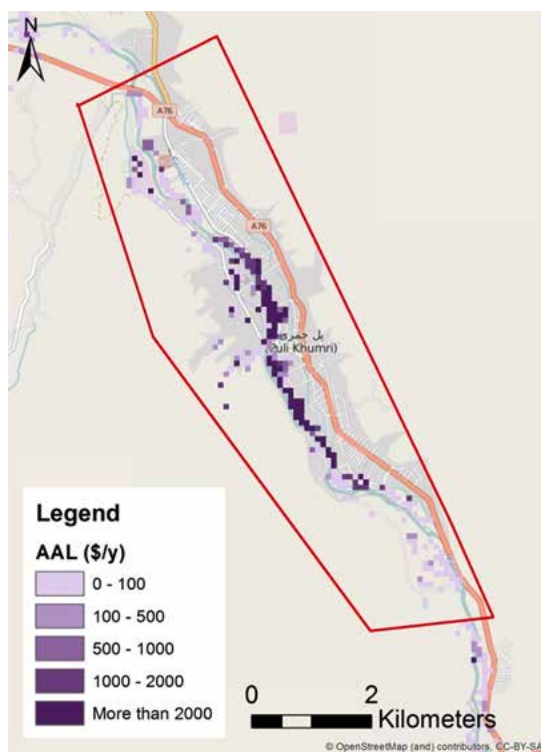 N
A76
A76
پل خمری
(Puli Khumri)
Legend
AAL ($/y)
0 - 100
100 - 500
500 - 1000
1000 - 2000
More than 2000
0 2
Kilometers
© OpenStreetMap (and) contributors, CC-BY-SA